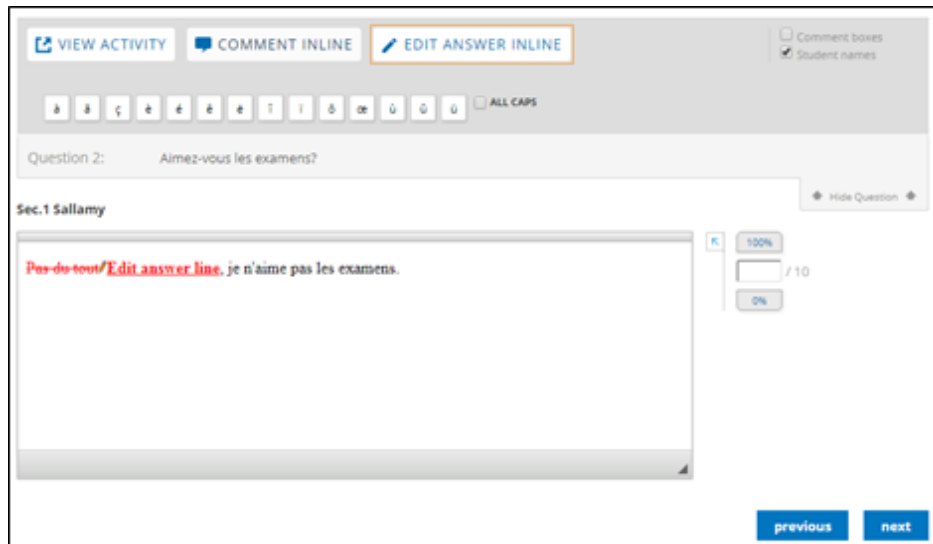 VIEW ACTIVITY COMMENT INLINE EDIT ANSWER INLINE
Comment boxes
Student names
ç è é ê ô œ ù û ü ALL CAPS
Question 2: Aimez-vous les examens?
Hide Question
Sec.1 Sallamy
Pas du tout/Edit answer line, je n'aime pas les examens.
100%
/ 10
0%
previous next